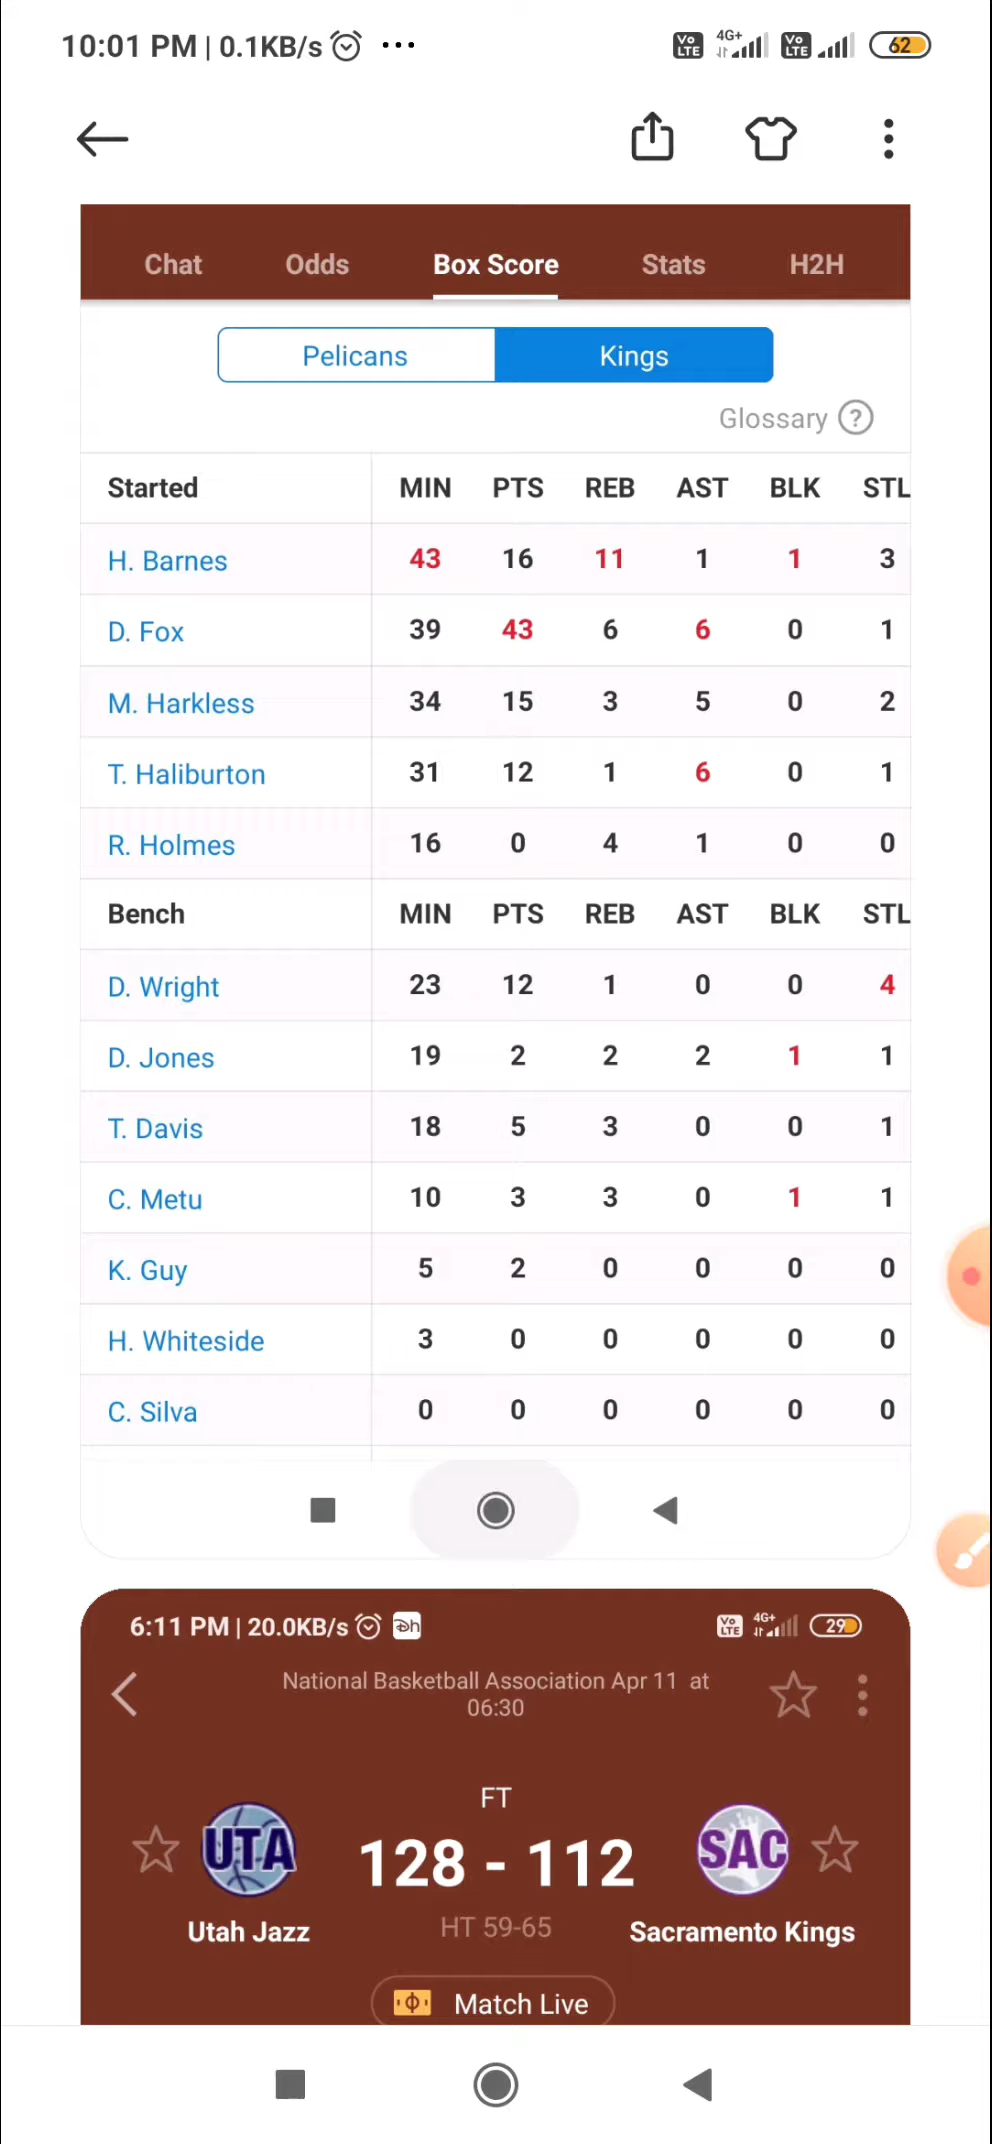 10:01 PM | 0.1KB/s ... Vo LTE 4G+ Vo LTE 62
Chat Odds Box Score Stats H2H
Pelicans Kings
Glossary ?
Started MIN PTS REB AST BLK STL
H. Barnes 43 16 11 1 1 3
D. Fox 39 43 6 6 0 1
M. Harkless 34 15 3 5 0 2
T. Haliburton 31 12 1 6 0 1
R. Holmes 16 0 4 1 0 0
Bench MIN PTS REB AST BLK STL
D. Wright 23 12 1 0 0 4
D. Jones 19 2 2 2 1 1
T. Davis 18 5 3 0 0 1
C. Metu 10 3 3 0 1 1
K. Guy 5 2 0 0 0 0
H. Whiteside 3 0 0 0 0 0
C. Silva 0 0 0 0 0 0
6:11 PM | 20.0KB/s Dh Vo LTE 4G+ 29
National Basketball Association Apr 11 at
06:30
FT
UTA 128 - 112 SAC
Utah Jazz HT 59-65 Sacramento Kings
Match Live